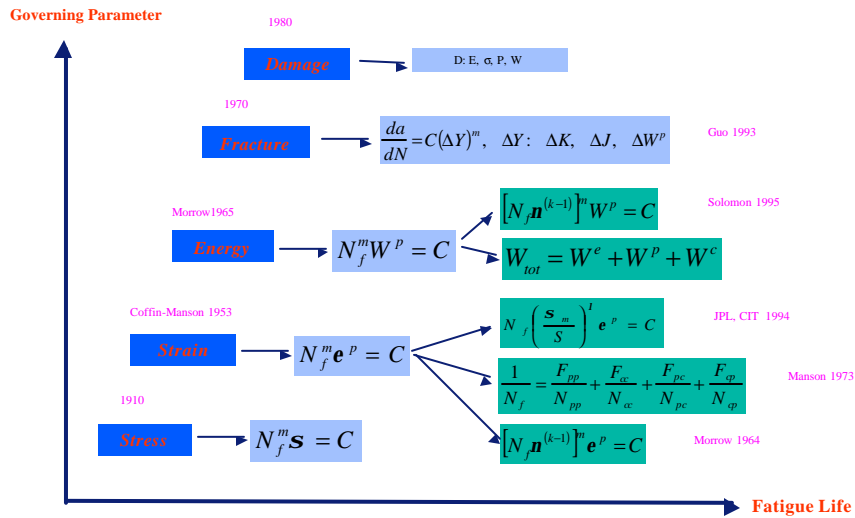 Governing Parameter
1980
Damage
D: E, σ, P, W
1970
Fracture
da/dN = C(ΔY)^m, ΔY: ΔK, ΔJ, ΔW^p
Guo 1993
Morrow1965
Energy
N_f^m W^p = C
[N_f n^(k-1)]^m W^p = C
Solomon 1995
W_tot = W^e + W^p + W^c
Coffin-Manson 1953
Strain
N_f^m e^p = C
N_f (s_m / S)^l e^p = C
JPL, CIT 1994
1/N_f = F_pp/N_pp + F_cc/N_cc + F_pc/N_pc + F_cp/N_cp
Manson 1973
1910
Stress
N_f^m s = C
[N_f n^(k-1)]^m e^p = C
Morrow 1964
Fatigue Life